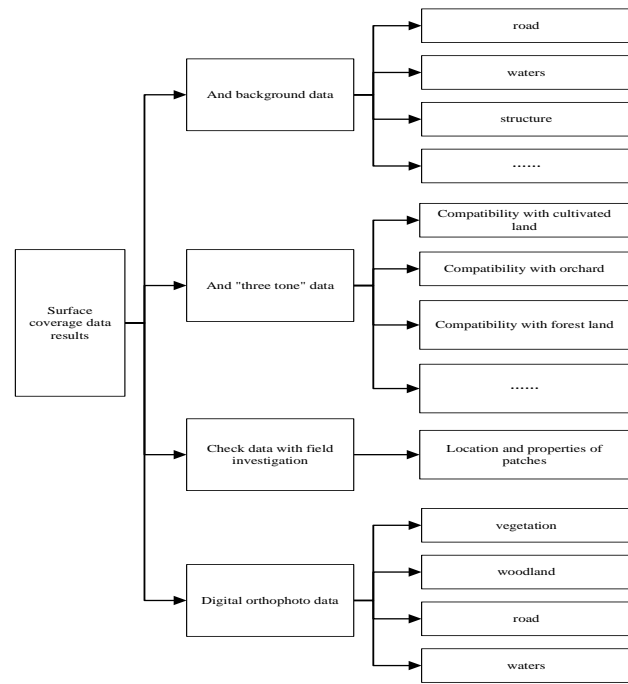 Surface
coverage data
results
And background data
road
waters
structure
......
And "three tone" data
Compatibility with cultivated
land
Compatibility with orchard
Compatibility with forest land
......
Check data with field
investigation
Location and properties of
patches
Digital orthophoto data
vegetation
woodland
road
waters